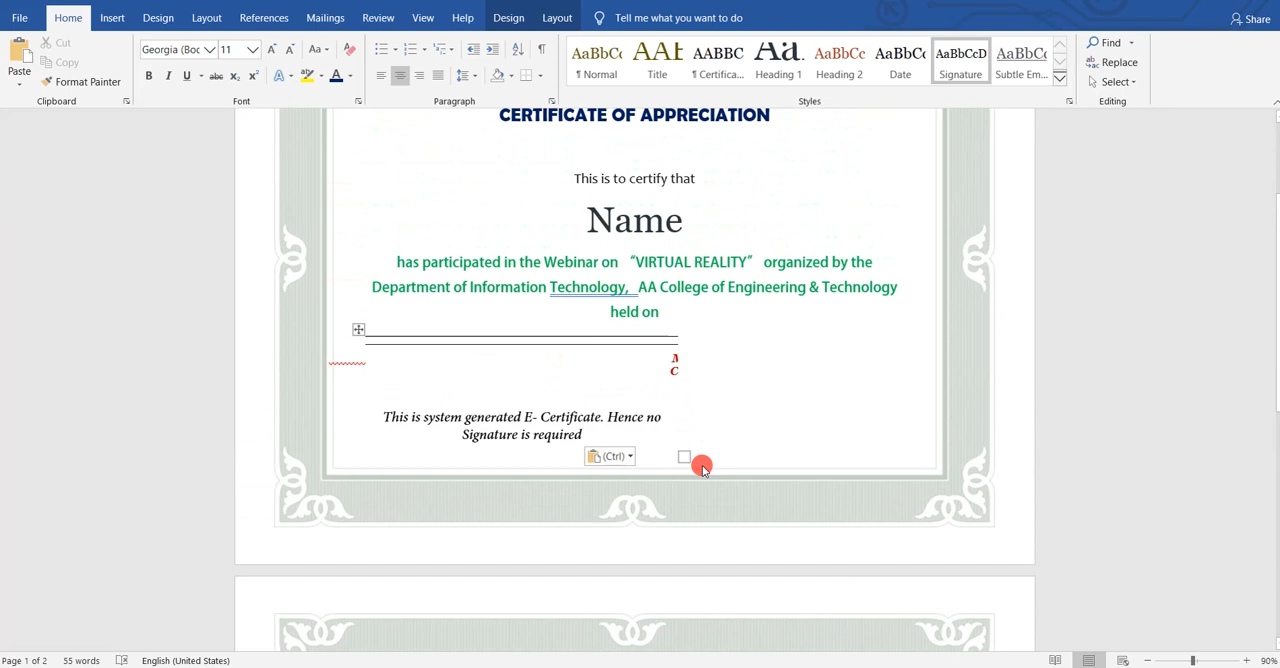 File Home Insert Design Layout References Mailings Review View Help Design Layout Tell me what you want to do Share
Paste Cut Copy Format Painter
Clipboard
Georgia (Boc 11
Font
Paragraph
AaBbCc ¶ Normal
AAE Title
AABBC ¶ Certifica...
Aa. Heading 1
AaBbCc Heading 2
AaBbCc Date
AaBbCcD Signature
AaBbCc Subtle Em...
Styles
Find
Replace
Select
Editing
CERTIFICATE OF APPRECIATION
This is to certify that
Name
has participated in the Webinar on “VIRTUAL REALITY” organized by the
Department of Information Technology, AA College of Engineering & Technology
held on
M
C
This is system generated E- Certificate. Hence no
Signature is required
(Ctrl)
Page 1 of 2 55 words English (United States) 90%